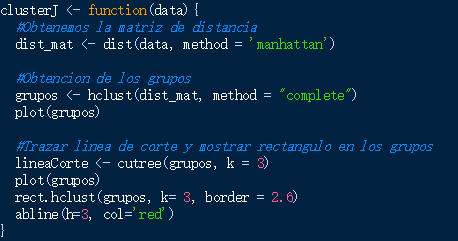 clusterJ <- function(data){
#Obtenemos la matriz de distancia
dist_mat <- dist(data, method = 'manhattan')
#Obtencion de los grupos
grupos <- hclust(dist_mat, method = "complete")
plot(grupos)
#Trazar linea de corte y mostrar rectangulo en los grupos
lineaCorte <- cutree(grupos, k = 3)
plot(grupos)
rect.hclust(grupos, k= 3, border = 2.6)
abline(h=3, col='red')
}